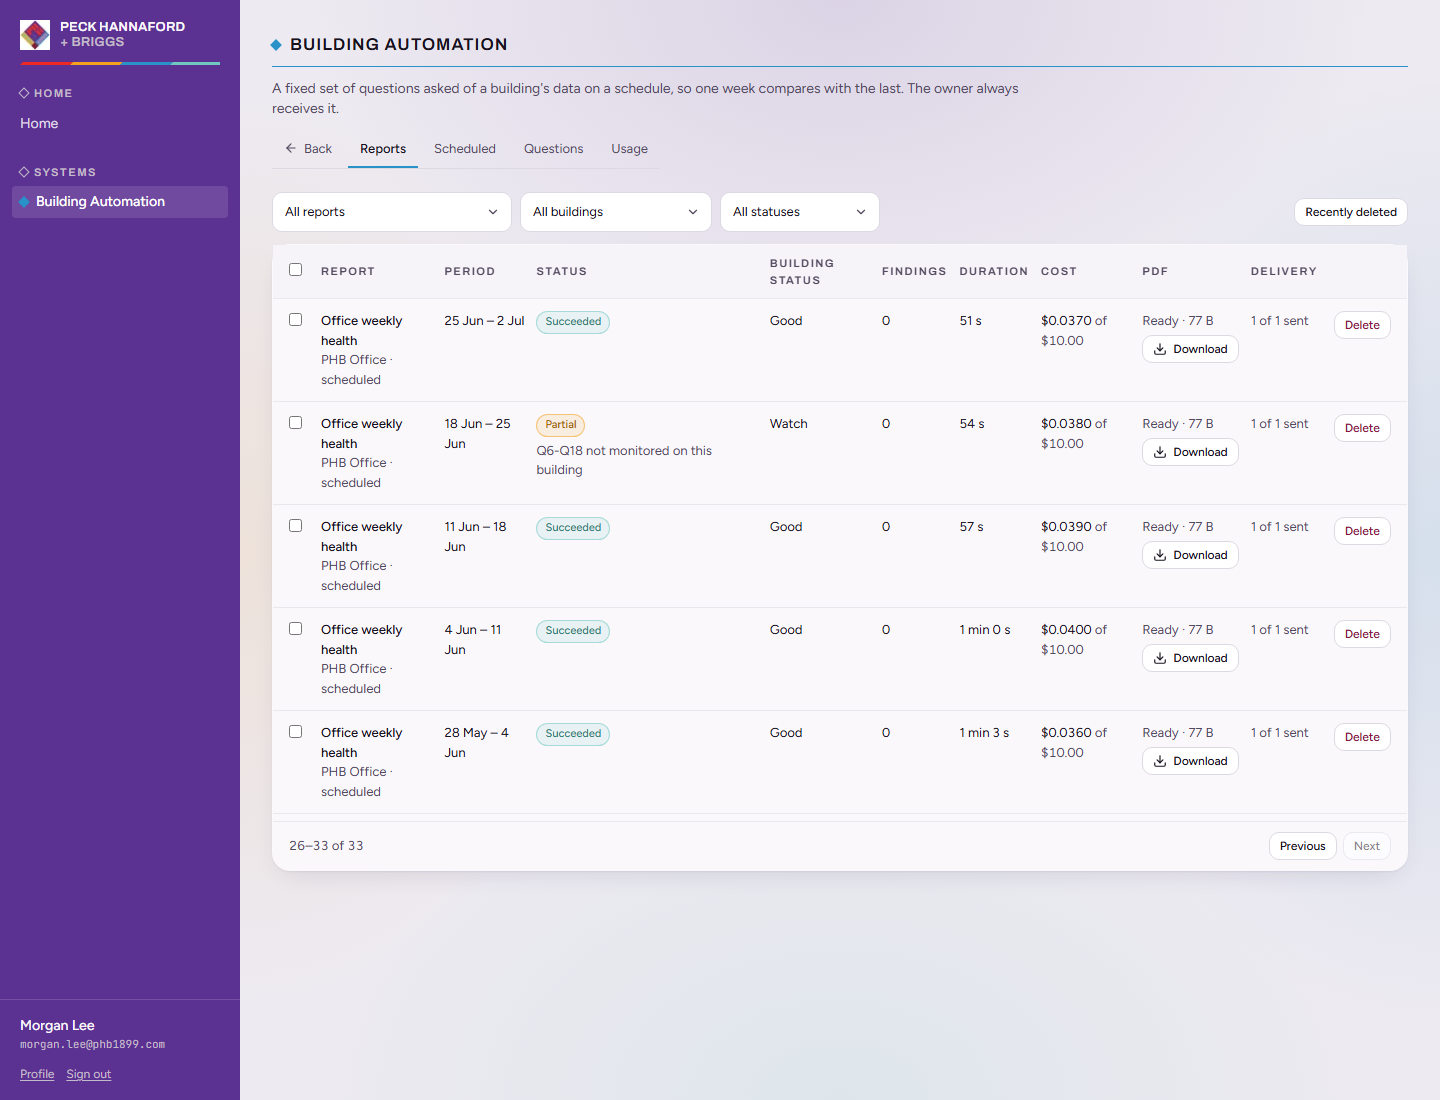 PECK HANNAFORD
+ BRIGGS
HOME
Home
SYSTEMS
Building Automation
Morgan Lee
morgan.lee@phb1899.com
Profile Sign out
BUILDING AUTOMATION
A fixed set of questions asked of a building's data on a schedule, so one week compares with the last. The owner always
receives it.
Back Reports Scheduled Questions Usage
All reports All buildings All statuses Recently deleted
REPORT PERIOD STATUS BUILDING STATUS FINDINGS DURATION COST PDF DELIVERY
Office weekly health
PHB Office · scheduled
25 Jun – 2 Jul
Succeeded
Good
0
51 s
$0.0370 of $10.00
Ready · 77 B
Download
1 of 1 sent
Delete
Office weekly health
PHB Office · scheduled
18 Jun – 25 Jun
Partial
Q6-Q18 not monitored on this building
Watch
0
54 s
$0.0380 of $10.00
Ready · 77 B
Download
1 of 1 sent
Delete
Office weekly health
PHB Office · scheduled
11 Jun – 18 Jun
Succeeded
Good
0
57 s
$0.0390 of $10.00
Ready · 77 B
Download
1 of 1 sent
Delete
Office weekly health
PHB Office · scheduled
4 Jun – 11 Jun
Succeeded
Good
0
1 min 0 s
$0.0400 of $10.00
Ready · 77 B
Download
1 of 1 sent
Delete
Office weekly health
PHB Office · scheduled
28 May – 4 Jun
Succeeded
Good
0
1 min 3 s
$0.0360 of $10.00
Ready · 77 B
Download
1 of 1 sent
Delete
26–33 of 33
Previous Next